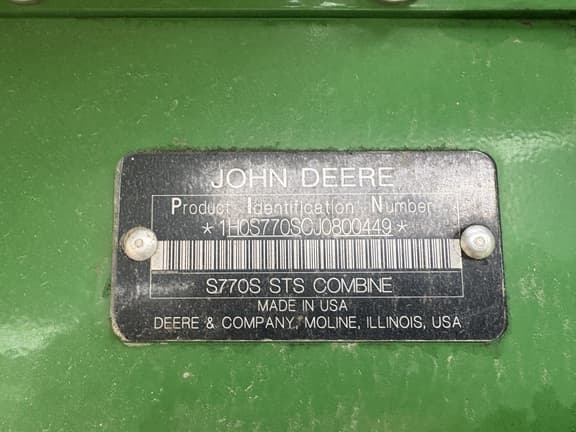 JOHN DEERE
Product Identification Number
*1H0S770SCJ0800449*
S770S STS COMBINE
MADE IN USA
DEERE & COMPANY, MOLINE, ILLINOIS, USA